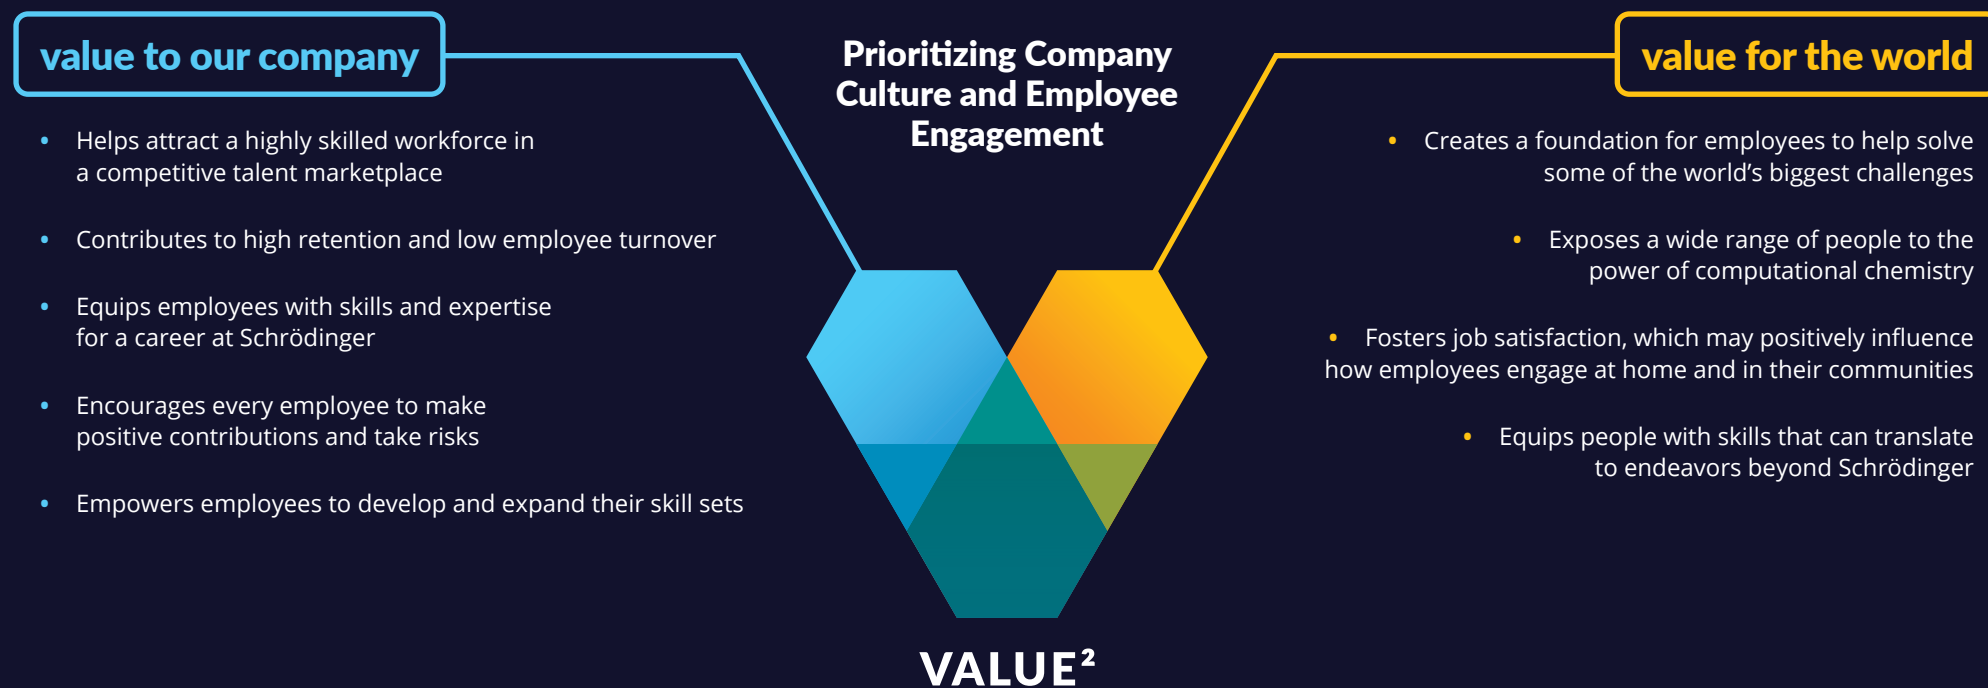 value to our company
• Helps attract a highly skilled workforce in
a competitive talent marketplace
• Contributes to high retention and low employee turnover
• Equips employees with skills and expertise
for a career at Schrödinger
• Encourages every employee to make
positive contributions and take risks
• Empowers employees to develop and expand their skill sets
Prioritizing Company
Culture and Employee
Engagement
value for the world
• Creates a foundation for employees to help solve
some of the world’s biggest challenges
• Exposes a wide range of people to the
power of computational chemistry
• Fosters job satisfaction, which may positively influence
how employees engage at home and in their communities
• Equips people with skills that can translate
to endeavors beyond Schrödinger
VALUE²